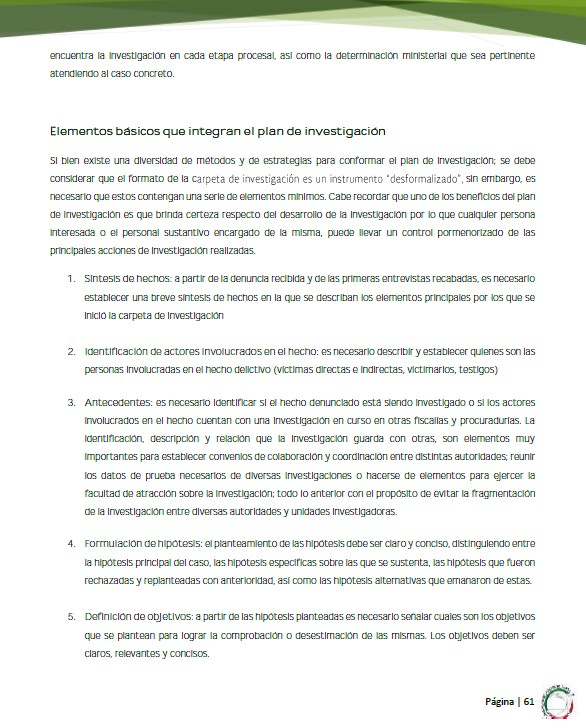 encuentra la investigación en cada etapa procesal, así como la determinación ministerial que sea pertinente
atendiendo al caso concreto.
Elementos básicos que integran el plan de investigación
Si bien existe una diversidad de métodos y de estrategias para conformar el plan de investigación; se debe
considerar que el formato de la carpeta de investigación es un instrumento “desformalizado”, sin embargo, es
necesario que estos contengan una serie de elementos mínimos. Cabe recordar que uno de los beneficios del plan
de investigación es que brinda certeza respecto del desarrollo de la investigación por lo que cualquier persona
interesada o el personal sustantivo encargado de la misma, puede llevar un control pormenorizado de las
principales acciones de investigación realizadas.
1. Síntesis de hechos: a partir de la denuncia recibida y de las primeras entrevistas recabadas, es necesario
establecer una breve síntesis de hechos en la que se describan los elementos principales por los que se
inició la carpeta de investigación
2. Identificación de actores involucrados en el hecho: es necesario describir y establecer quienes son las
personas involucradas en el hecho delictivo (víctimas directas e indirectas, victimarios, testigos)
3. Antecedentes: es necesario identificar si el hecho denunciado está siendo investigado o si los actores
involucrados en el hecho cuentan con una investigación en curso en otras fiscalías y procuradurías. La
identificación, descripción y relación que la investigación guarda con otras, son elementos muy
importantes para establecer convenios de colaboración y coordinación entre distintas autoridades; reunir
los datos de prueba necesarios de diversas investigaciones o hacerse de elementos para ejercer la
facultad de atracción sobre la investigación; todo lo anterior con el propósito de evitar la fragmentación
de la investigación entre diversas autoridades y unidades investigadoras.
4. Formulación de hipótesis: el planteamiento de las hipótesis debe ser claro y conciso, distinguiendo entre
la hipótesis principal del caso, las hipótesis específicas sobre las que se sustenta, las hipótesis que fueron
rechazadas y replanteadas con anterioridad, así como las hipótesis alternativas que emanaron de estas.
5. Definición de objetivos: a partir de las hipótesis planteadas es necesario señalar cuales son los objetivos
que se plantean para lograr la comprobación o desestimación de las mismas. Los objetivos deben ser
claros, relevantes y concisos.
Página | 61